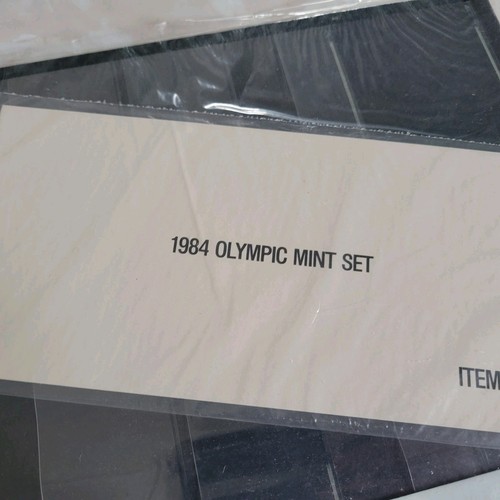 1984 OLYMPIC MINT SET
ITEM